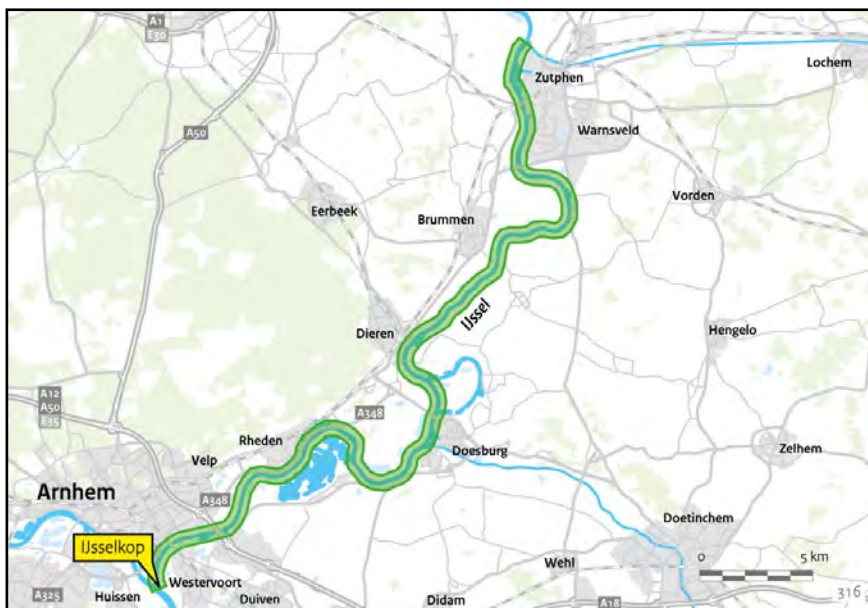 A1
E30
Zutphen
Lochem
Warnsveld
A50
Vorden
Eerbeek
Brummen
IJssel
Dieren
Hengelo
A12
A50
E35
A348
Rheden
Velp
Doesburg
Zelhem
Arnhem
A348
Doetinchem
IJsselkop
Wehl
0 5 km
Westervoort
A325
Huissen
Duiven
Didam
A18
316